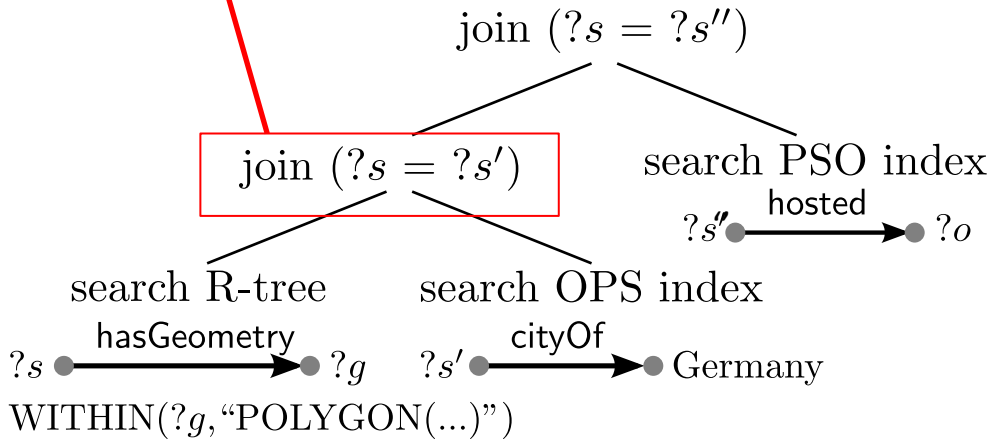 join (?s = ?s′′)
join (?s = ?s′)
search PSO index
hosted
?s′′ ?o
search R-tree
search OPS index
hasGeometry
cityOf
?s ?g
?s′ Germany
WITHIN(?g,“POLYGON(...)”)